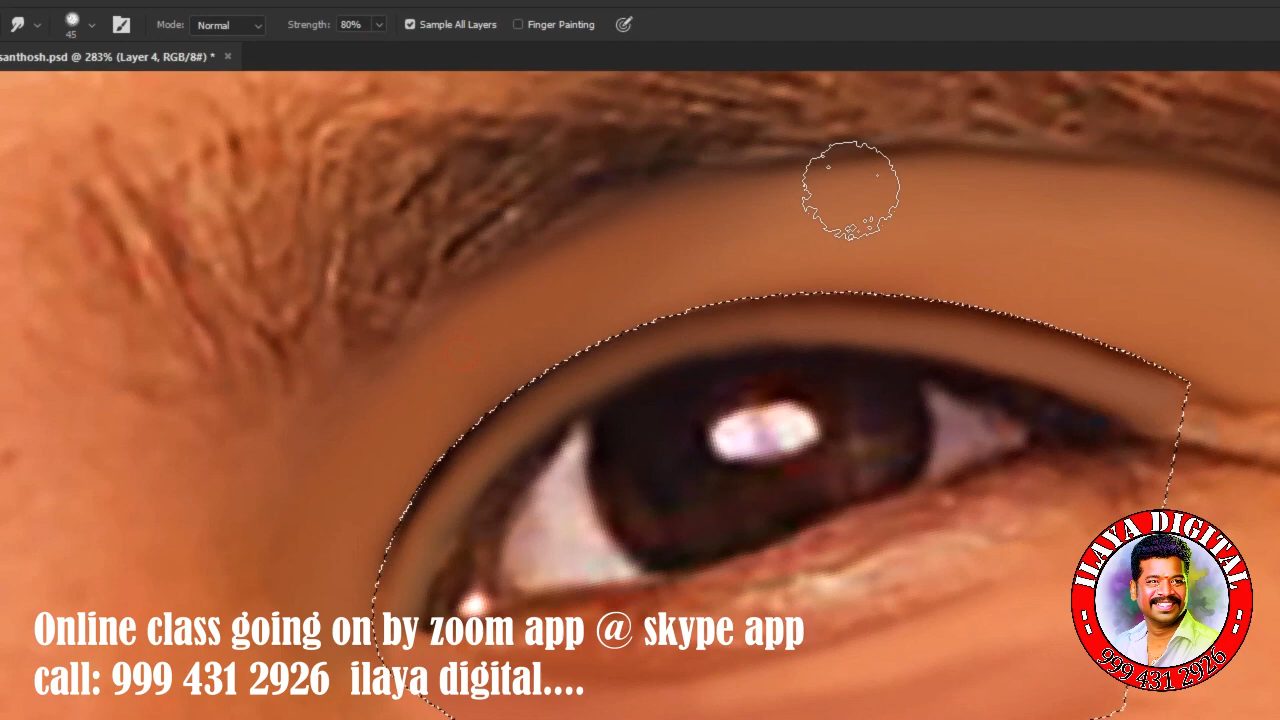 Mode: Normal Strength: 80% Sample All Layers Finger Painting
45
santhosh.psd @ 283% (Layer 4, RGB/8#) *
ILAYA DIGITAL
999 431 2926
Online class going on by zoom app @ skype app
call: 999 431 2926 ilaya digital....